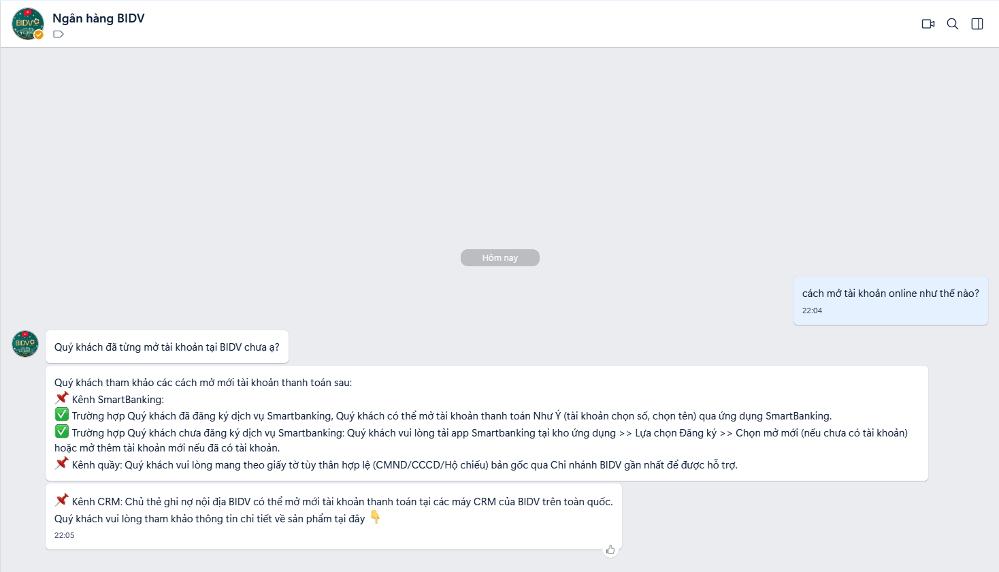 Ngân hàng BIDV
Hôm nay
cách mở tài khoản online như thế nào?
22:04
BIDV
Quý khách đã từng mở tài khoản tại BIDV chưa ạ?
Quý khách tham khảo các cách mở mới tài khoản thanh toán sau:
📌 Kênh SmartBanking:
✅ Trường hợp Quý khách đã đăng ký dịch vụ Smartbanking, Quý khách có thể mở tài khoản thanh toán Như Ý (tài khoản chọn số, chọn tên) qua ứng dụng SmartBanking.
✅ Trường hợp Quý khách chưa đăng ký dịch vụ Smartbanking: Quý khách vui lòng tải app Smartbanking tại kho ứng dụng >> Lựa chọn Đăng ký >> Chọn mở mới (nếu chưa có tài khoản)
hoặc mở thêm tài khoản mới nếu đã có tài khoản.
📌 Kênh quầy: Quý khách vui lòng mang theo giấy tờ tùy thân hợp lệ (CMND/CCCD/Hộ chiếu) bản gốc qua Chi nhánh BIDV gần nhất để được hỗ trợ.
📌 Kênh CRM: Chủ thẻ ghi nợ nội địa BIDV có thể mở mới tài khoản thanh toán tại các máy CRM của BIDV trên toàn quốc.
Quý khách vui lòng tham khảo thông tin chi tiết về sản phẩm tại đây 👇
22:05